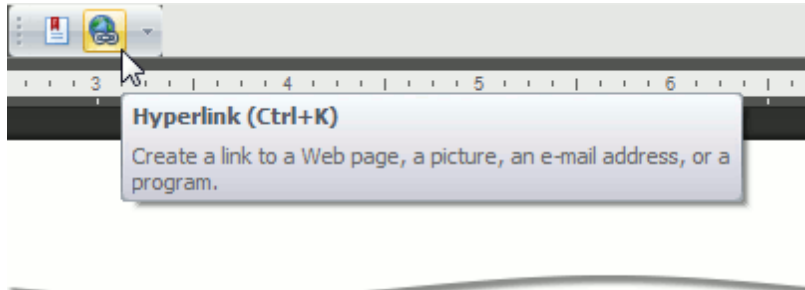 3 4 5 6
Hyperlink (Ctrl+K)
Create a link to a Web page, a picture, an e-mail address, or a
program.